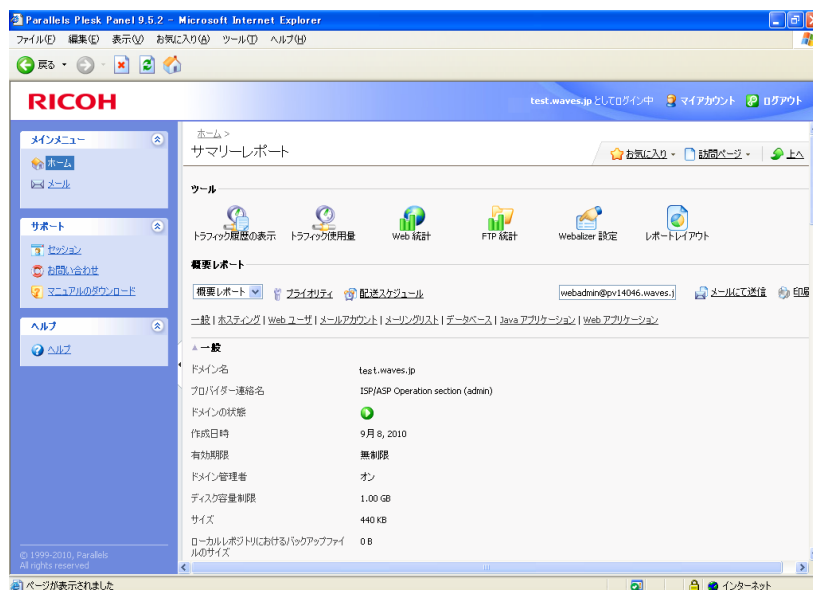 Parallels Plesk Panel 9.5.2 - Microsoft Internet Explorer
ファイル(F) 編集(E) 表示(V) お気に入り(A) ツール(T) ヘルプ(H)
戻る
RICOH
test.waves.jp としてログイン中 マイアカウント ログアウト
メインメニュー
ホーム
メール
サポート
セッション
お問い合わせ
マニュアルのダウンロード
ヘルプ
ヘルプ
© 1999-2010, Parallels
All rights reserved
ホーム >
サマリーレポート
お気に入り 訪問ページ 上へ
ツール
トラフィック履歴の表示 トラフィック使用量 Web 統計 FTP 統計 Webalizer 設定 レポートレイアウト
概要レポート
概要レポート プライオリティ 配送スケジュール webadmin@pv14046.waves.j メールにて送信 印刷
一般 | ホスティング | Web ユーザ | メールアカウント | メーリングリスト | データベース | Java アプリケーション | Web アプリケーション
一般
ドメイン名 test.waves.jp
プロバイダー連絡名 ISP/ASP Operation section (admin)
ドメインの状態
作成日時 9月 8, 2010
有効期限 無制限
ドメイン管理者 オン
ディスク容量制限 1.00 GB
サイズ 440 KB
ローカルレポジトリにおけるバックアップファイ 0 B
ルのサイズ
ページが表示されました インターネット